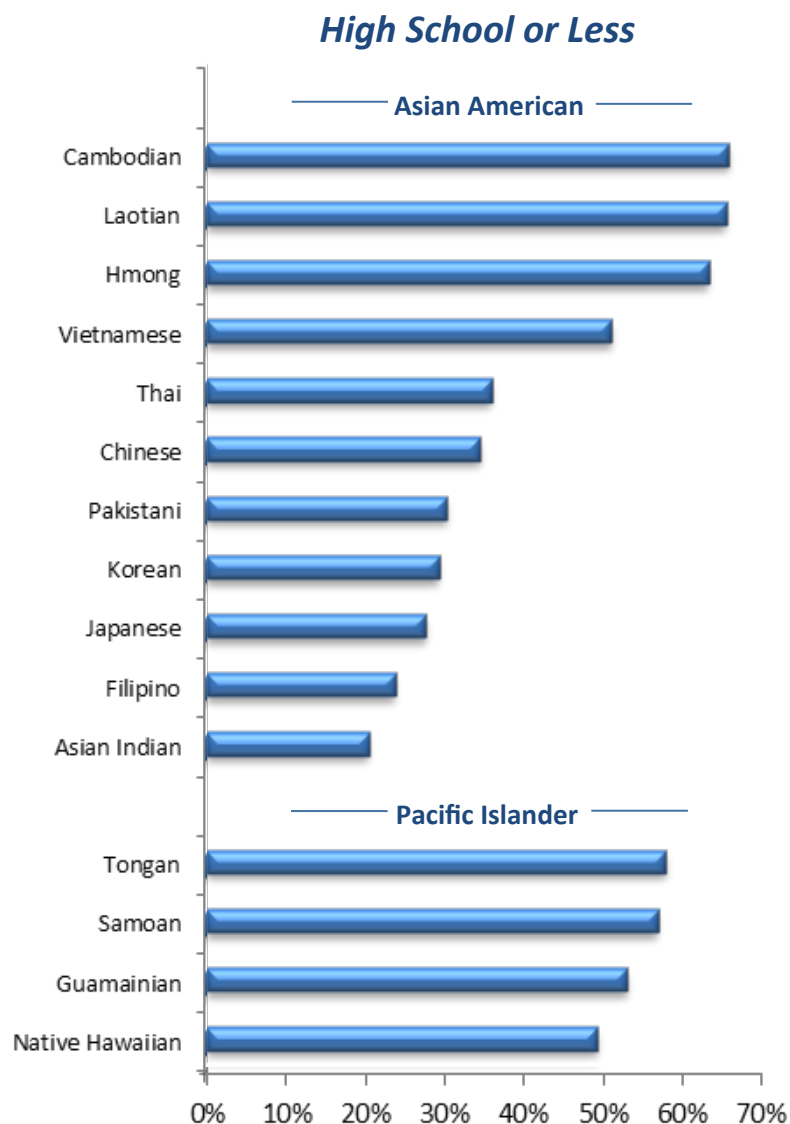 High School or Less
Asian American
Cambodian
Laotian
Hmong
Vietnamese
Thai
Chinese
Pakistani
Korean
Japanese
Filipino
Asian Indian
Pacific Islander
Tongan
Samoan
Guamainian
Native Hawaiian
0% 10% 20% 30% 40% 50% 60% 70%